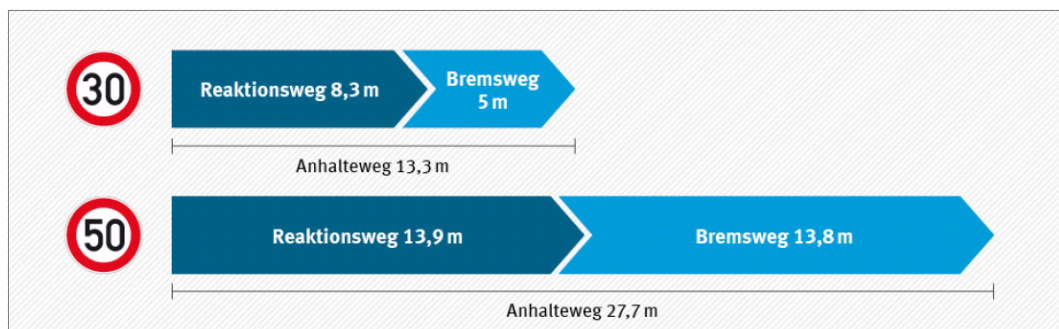 30
Reaktionsweg 8,3 m
Bremsweg
5 m
Anhalteweg 13,3 m
50
Reaktionsweg 13,9 m
Bremsweg 13,8 m
Anhalteweg 27,7 m